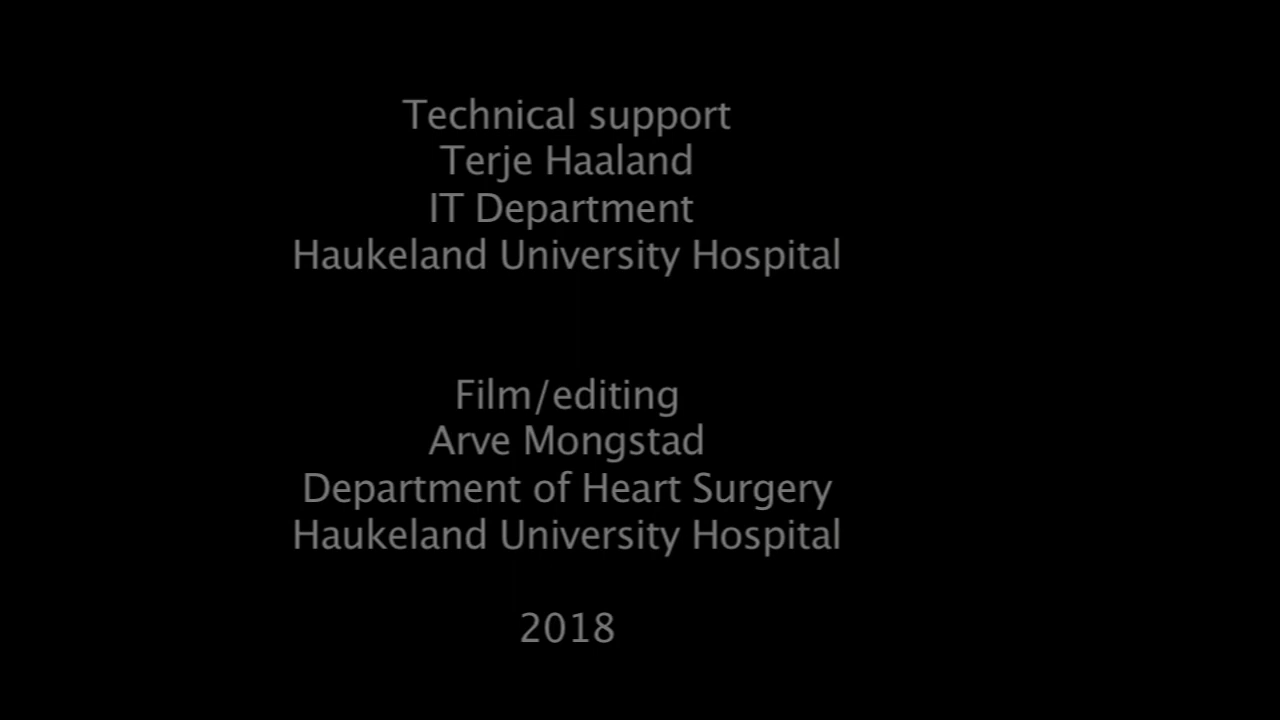 Technical support
Terje Haaland
IT Department
Haukeland University Hospital
Film/editing
Arve Mongstad
Department of Heart Surgery
Haukeland University Hospital
2018